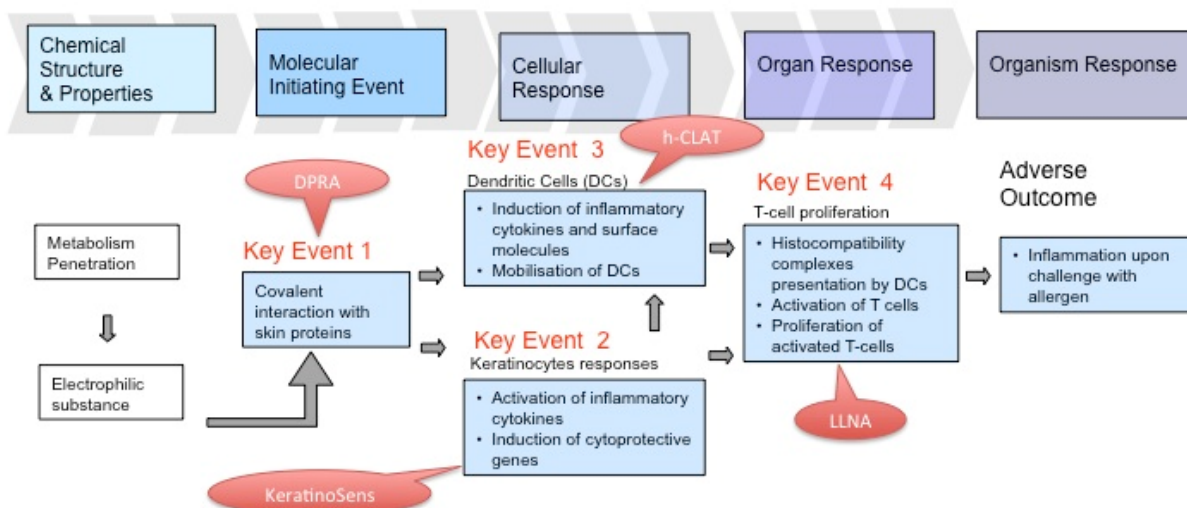 Chemical
Structure
& Properties
Molecular
Initiating Event
Cellular
Response
Organ Response
Organism Response
h-CLAT
DPRA
Key Event 3
Dendritic Cells (DCs)
• Induction of inflammatory
cytokines and surface
molecules
• Mobilisation of DCs
Key Event 4
T-cell proliferation
• Histocompatibility
complexes
presentation by DCs
• Activation of T cells
• Proliferation of
activated T-cells
Adverse
Outcome
• Inflammation upon
challenge with
allergen
Metabolism
Penetration
Key Event 1
Covalent
interaction with
skin proteins
Key Event 2
Keratinocytes responses
• Activation of inflammatory
cytokines
• Induction of cytoprotective
genes
Electrophilic
substance
LLNA
KeratinoSens